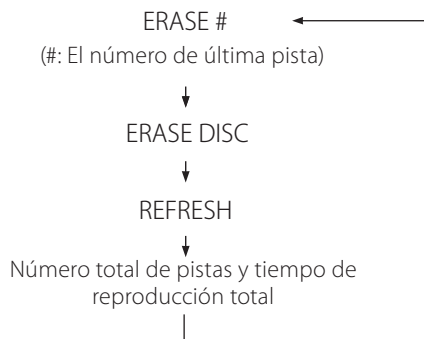 ERASE #
(#: El número de última pista)
ERASE DISC
REFRESH
Número total de pistas y tiempo de
reproducción total